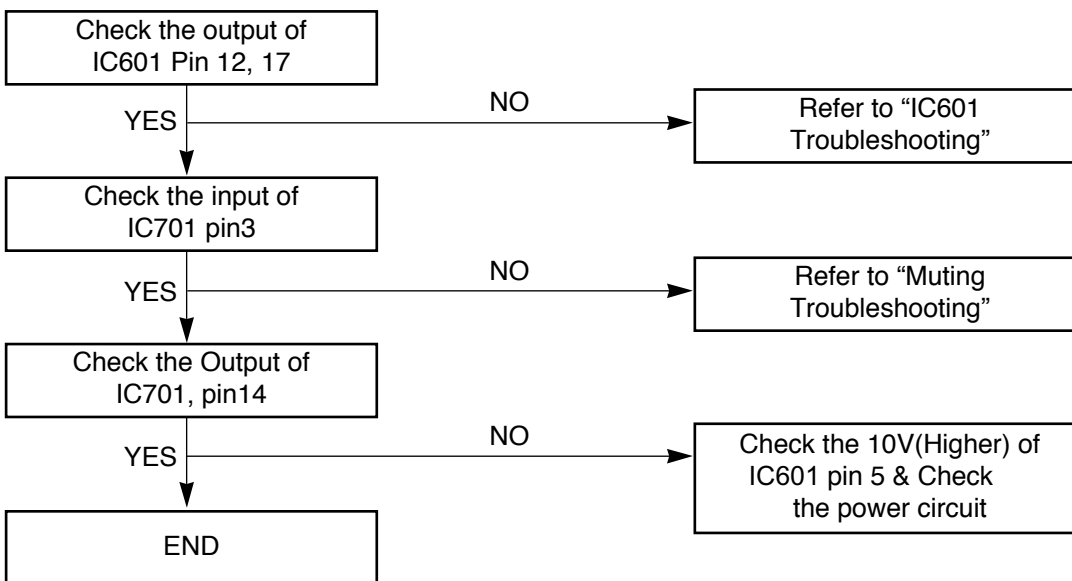 Check the output of
IC601 Pin 12, 17
YES
NO
Refer to “IC601
Troubleshooting”
Check the input of
IC701 pin3
YES
NO
Refer to “Muting
Troubleshooting”
Check the Output of
IC701, pin14
YES
NO
Check the 10V(Higher) of
IC601 pin 5 & Check
the power circuit
END